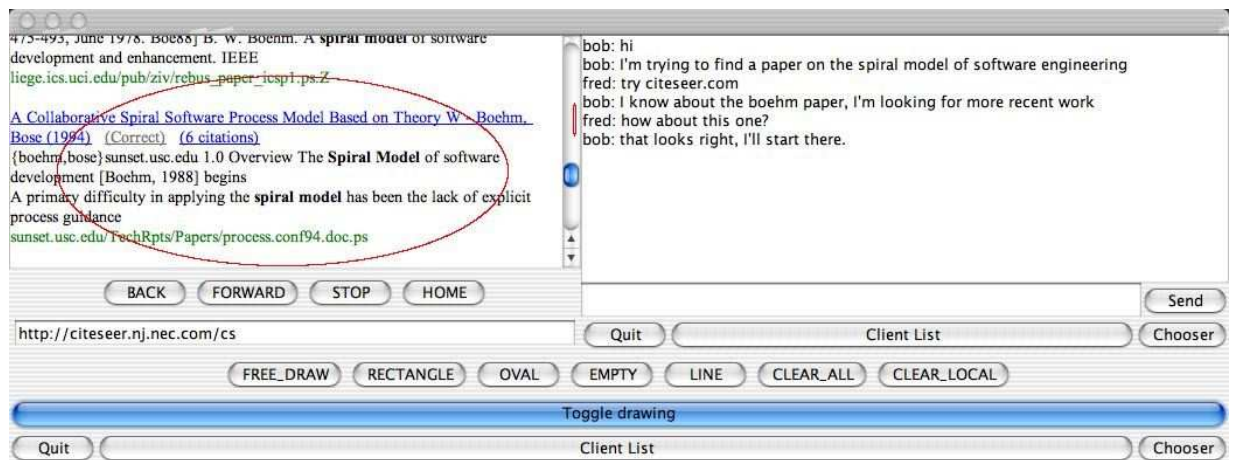 475-493, June 1978. Boe88] B. W. Boehm. A spiral model of software
development and enhancement. IEEE
liege.ics.uci.edu/pub/ziv/rebus_paper_icsp1.ps.Z
A Collaborative Spiral Software Process Model Based on Theory W - Boehm,
Bose (1994) (Correct) (6 citations)
{boehm,bose}sunset.usc.edu 1.0 Overview The Spiral Model of software
development [Boehm, 1988] begins
A primary difficulty in applying the spiral model has been the lack of explicit
process guidance
sunset.usc.edu/TechRpts/Papers/process.conf94.doc.ps
bob: hi
bob: I'm trying to find a paper on the spiral model of software engineering
fred: try citeseer.com
bob: I know about the boehm paper, I'm looking for more recent work
fred: how about this one?
bob: that looks right, I'll start there.
BACK FORWARD STOP HOME
Send
http://citeseer.nj.nec.com/cs
Quit Client List Chooser
FREE_DRAW RECTANGLE OVAL EMPTY LINE CLEAR_ALL CLEAR_LOCAL
Toggle drawing
Quit Client List Chooser